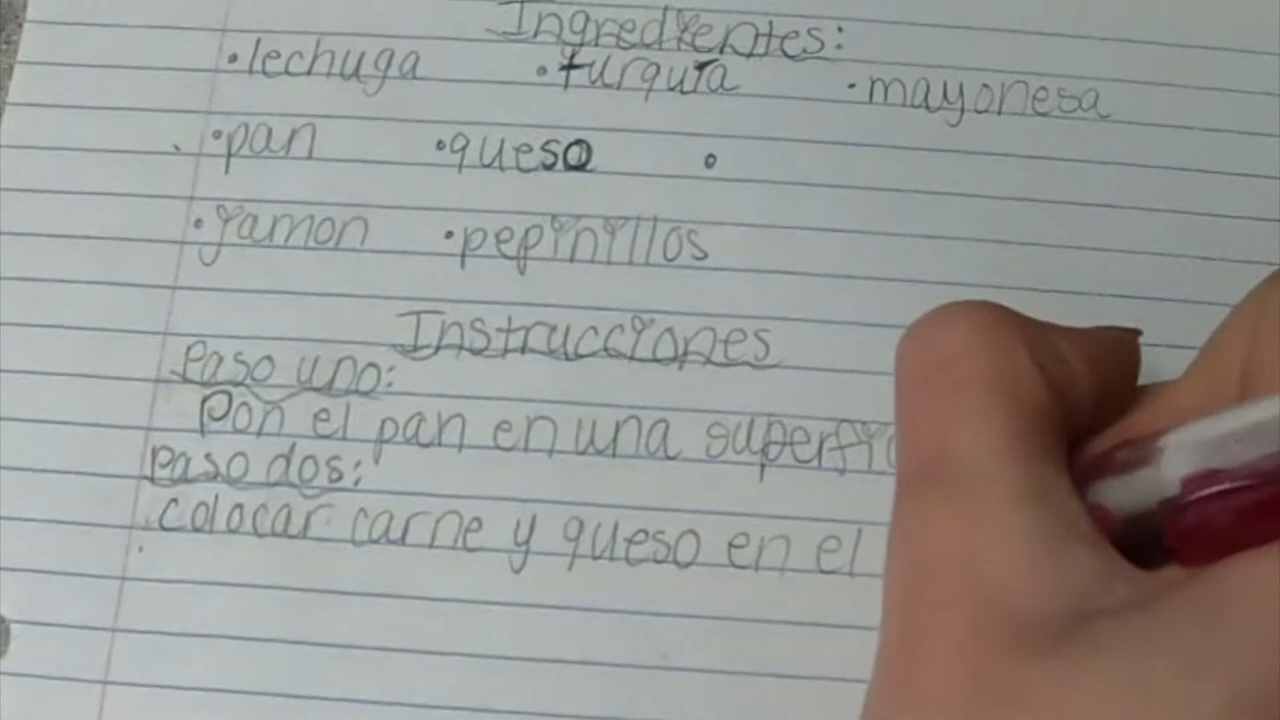 Ingredientes:
•lechuga •turquia •mayonesa
•pan •queso •
•jamon •pepinillos
Instrucciones
Paso uno:
Pon el pan en una
Paso dos:
colocar carne y queso en el